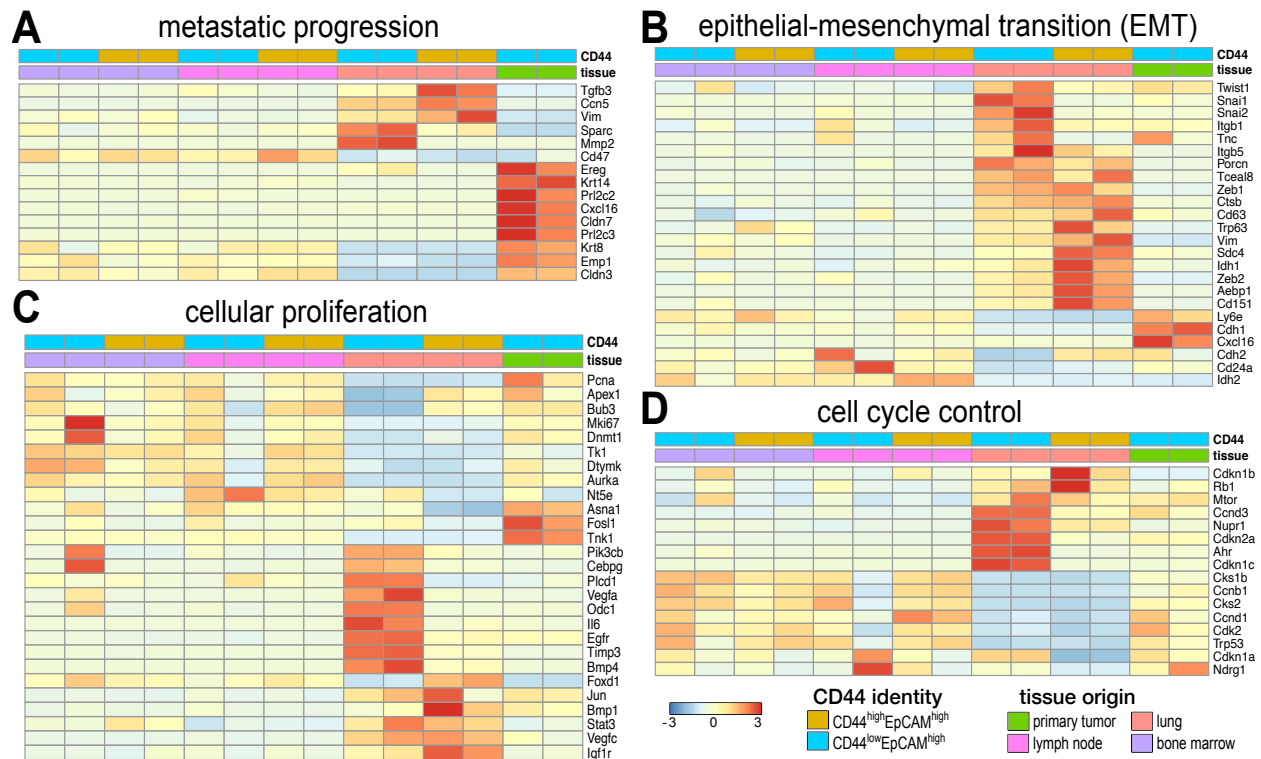 A
metastatic progression
CD44
tissue
Tgfb3
Ccn5
Vim
Sparc
Mmp2
Cd47
Ereg
Krt14
Prl2c2
Cxcl16
Cldn7
Prl2c3
Krt8
Emp1
Cldn3
B
epithelial-mesenchymal transition (EMT)
CD44
tissue
Twist1
Snai1
Snai2
Itgb1
Tnc
Itgb5
Porcn
Tceal8
Zeb1
Ctsb
Cd63
Trp63
Vim
Sdc4
Idh1
Zeb2
Aebp1
Cd151
Ly6e
Cdh1
Cxcl16
Cdh2
Cd24a
Idh2
C
cellular proliferation
CD44
tissue
Pcna
Apex1
Bub3
Mki67
Dnmt1
Tk1
Dtymk
Aurka
Nt5e
Asna1
Fosl1
Tnk1
Pik3cb
Cebpg
Plcd1
Vegfa
Odc1
Il6
Egfr
Timp3
Bmp4
Foxd1
Jun
Bmp1
Stat3
Vegfc
Igf1r
D
cell cycle control
CD44
tissue
Cdkn1b
Rb1
Mtor
Ccnd3
Nupr1
Cdkn2a
Ahr
Cdkn1c
Cks1b
Ccnb1
Cks2
Ccnd1
Cdk2
Trp53
Cdkn1a
Ndrg1
-3 0 3
CD44 identity
CD44highEpCAMhigh
CD44lowEpCAMhigh
tissue origin
primary tumor
lung
lymph node
bone marrow